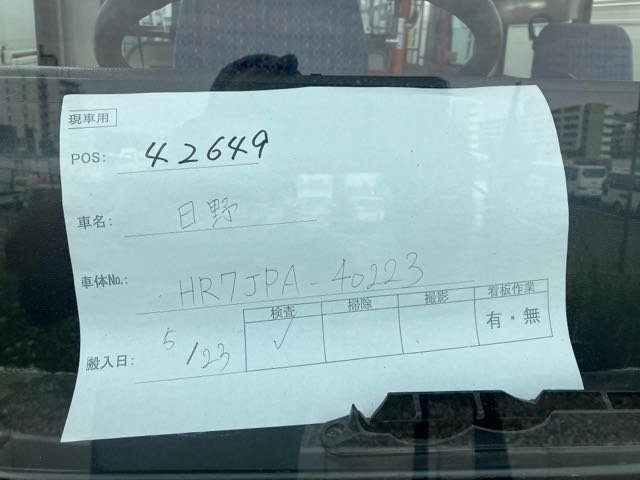 現車用
POS: 42649
車名: 日野
車体No.: HR7JPA-40223
検査 掃除 撮影 看板作業
搬入日: 5/23 ✓ 有・無